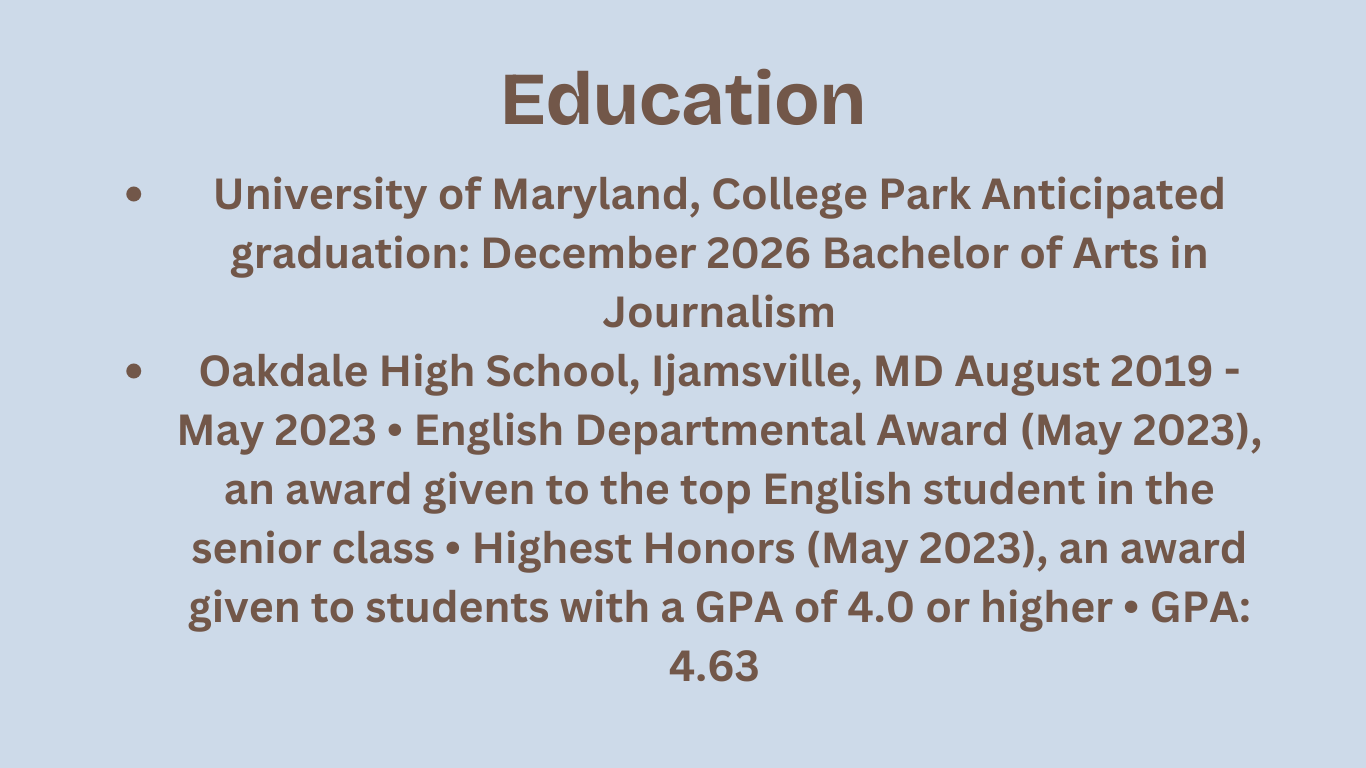 Education
• University of Maryland, College Park Anticipated
graduation: December 2026 Bachelor of Arts in
Journalism
• Oakdale High School, Ijamsville, MD August 2019 -
May 2023 • English Departmental Award (May 2023),
an award given to the top English student in the
senior class • Highest Honors (May 2023), an award
given to students with a GPA of 4.0 or higher • GPA:
4.63